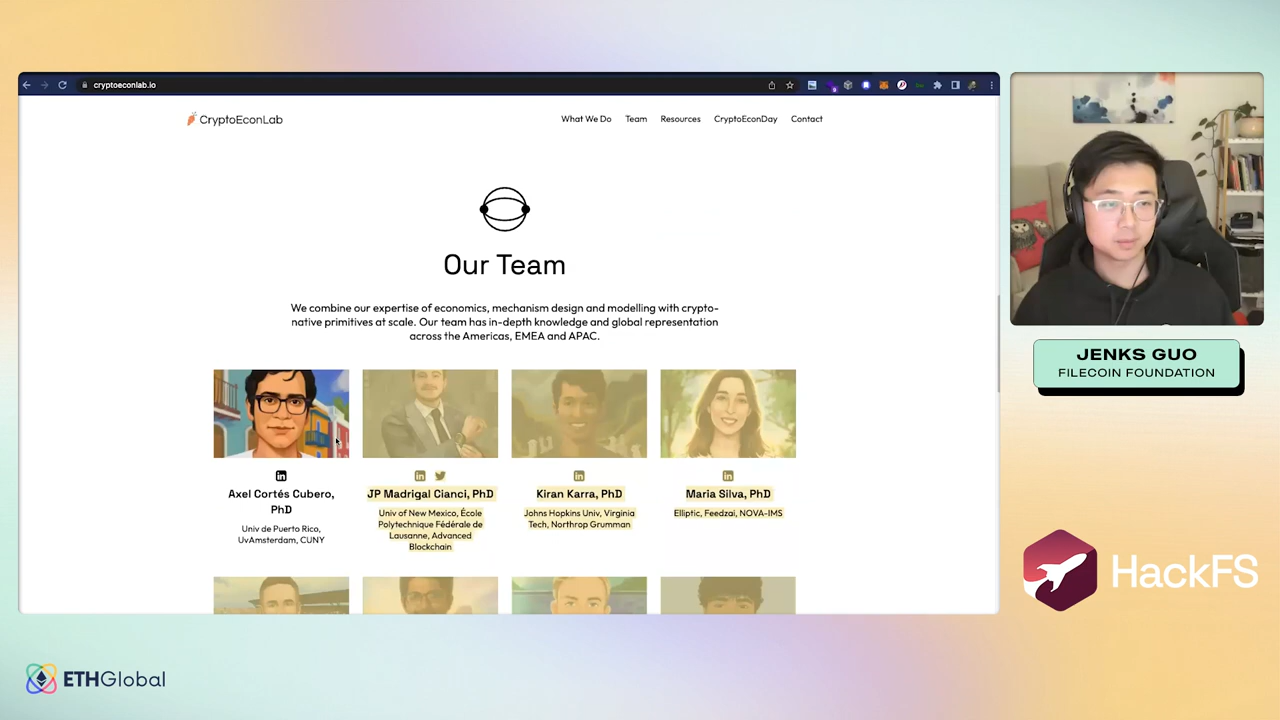 cryptoeconlab.io
CryptoEconLab
What We Do
Team
Resources
CryptoEconDay
Contact
Our Team
We combine our expertise of economics, mechanism design and modelling with crypto-
native primitives at scale. Our team has in-depth knowledge and global representation
across the Americas, EMEA and APAC.
Axel Cortés Cubero,
PhD
Univ de Puerto Rico,
UvAmsterdam, CUNY
JP Madrigal Cianci, PhD
Univ of New Mexico, École
Polytechnique Fédérale de
Lausanne, Advanced
Blockchain
Kiran Karra, PhD
Johns Hopkins Univ, Virginia
Tech, Northrop Grumman
Maria Silva, PhD
Elliptic, Feedzai, NOVA-IMS
JENKS GUO
FILECOIN FOUNDATION
HackFS
ETHGlobal